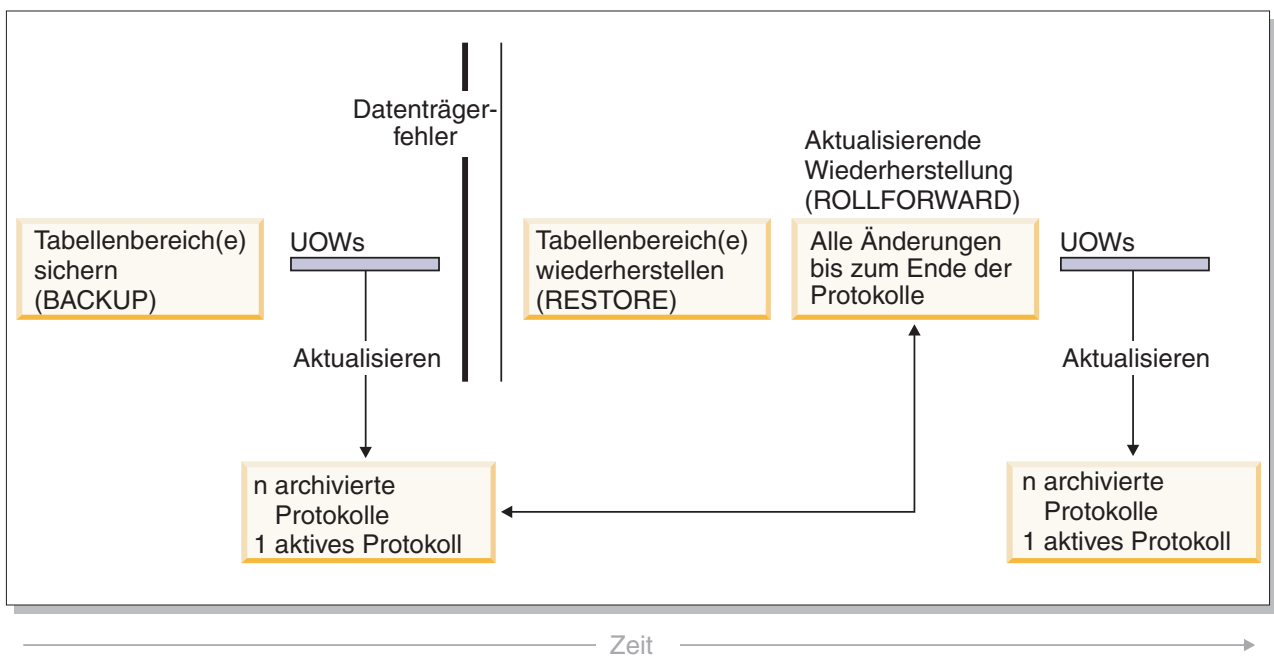 Datenträger-
fehler
Aktualisierende
Wiederherstellung
(ROLLFORWARD)
Tabellenbereich(e)
sichern
(BACKUP)
UOWs
Tabellenbereich(e)
wiederherstellen
(RESTORE)
Alle Änderungen
bis zum Ende der
Protokolle
UOWs
Aktualisieren
Aktualisieren
n archivierte
Protokolle
1 aktives Protokoll
n archivierte
Protokolle
1 aktives Protokoll
Zeit